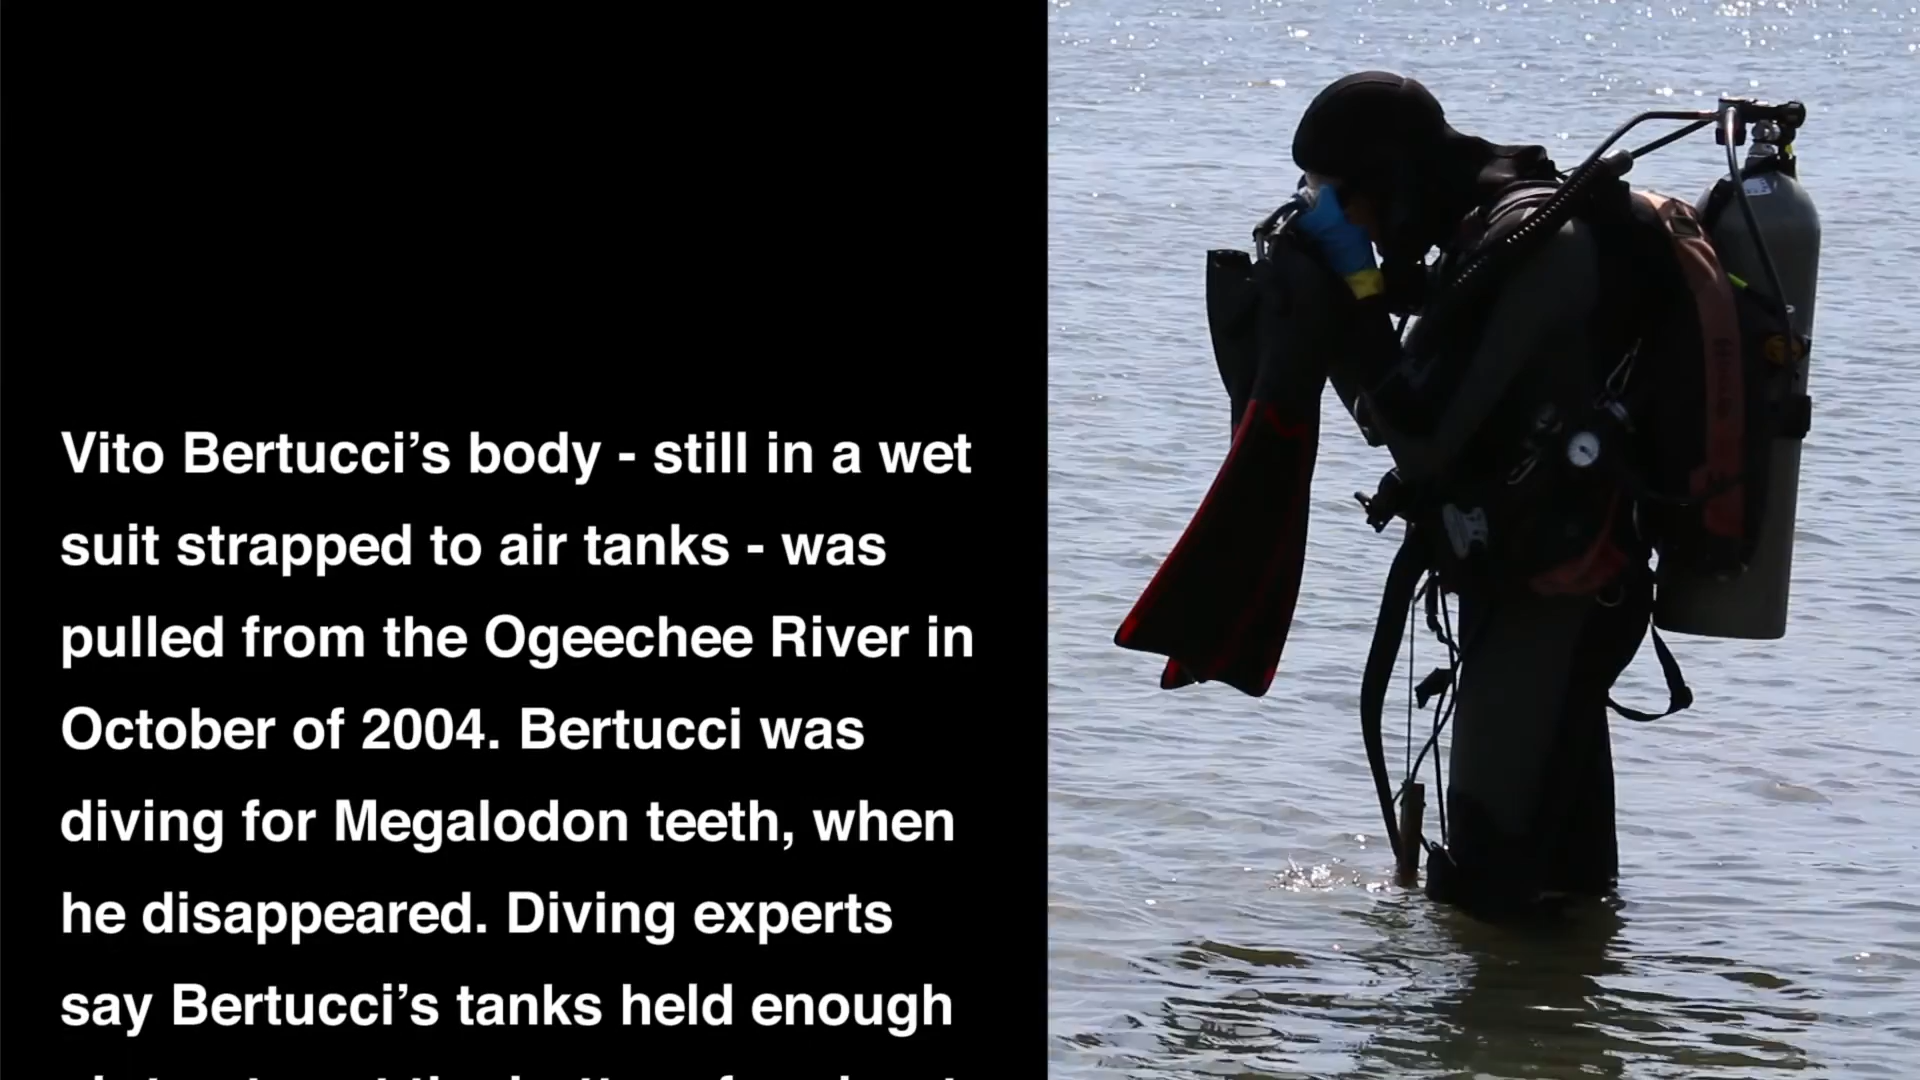 Vito Bertucci’s body - still in a wet
suit strapped to air tanks - was
pulled from the Ogeechee River in
October of 2004. Bertucci was
diving for Megalodon teeth, when
he disappeared. Diving experts
say Bertucci’s tanks held enough